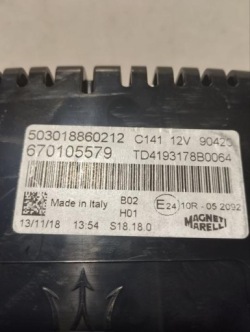 503018860212 C141 12V 90425
670105579 TD4193178B0064
Made in Italy B02 E24 10R - 05 2092
H01 MAGNETI MARELLI
13/11/18 13:54 S18.18.0